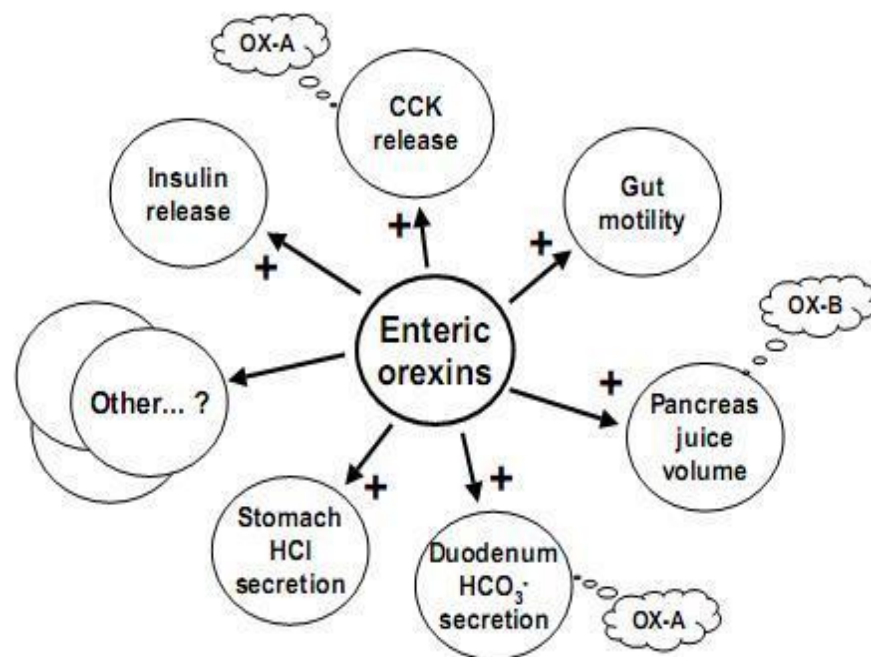 OX-A
CCK
release
Insulin
release
Gut
motility
+
+
+
Enteric
orexins
OX-B
Other... ?
+
Pancreas
juice
volume
+
+
Stomach
HCl
secretion
Duodenum
HCO₃⁻
secretion
OX-A